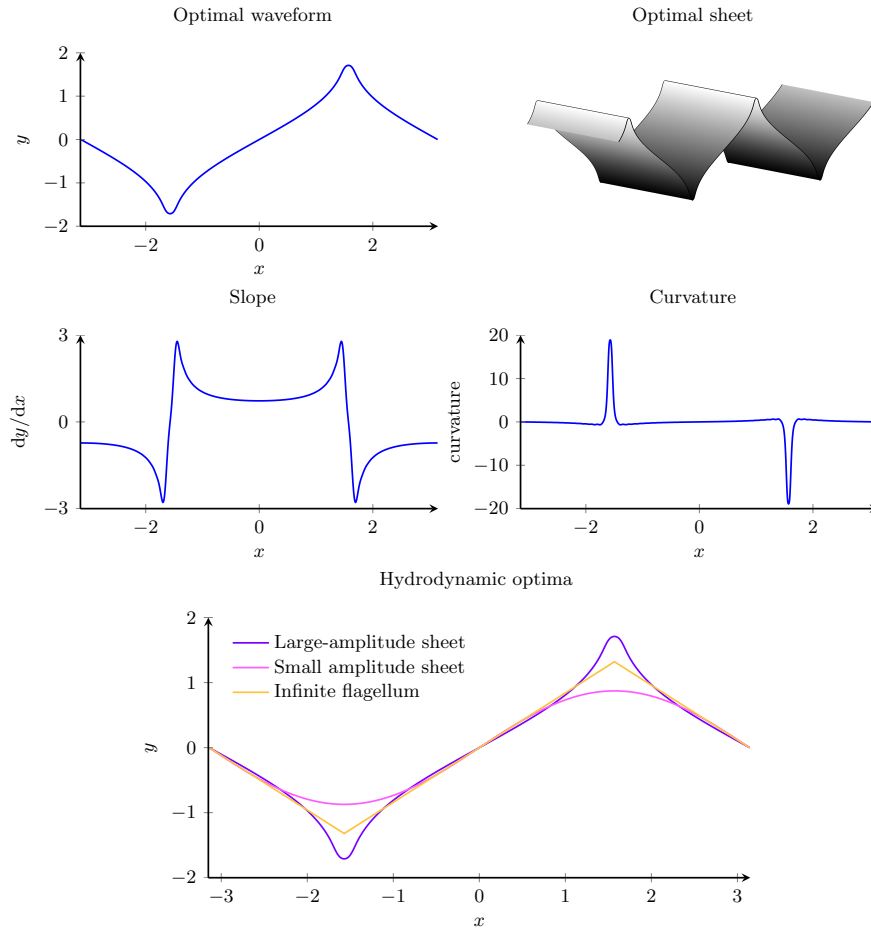 Optimal waveform
Optimal sheet
2
1
0
−1
−2
y
−2
0
2
x
Slope
Curvature
3
0
−3
dy/dx
−2
0
2
x
20
10
0
−10
−20
curvature
−2
0
2
x
Hydrodynamic optima
2
1
0
−1
−2
y
Large-amplitude sheet
Small amplitude sheet
Infinite flagellum
−3
−2
−1
0
1
2
3
x